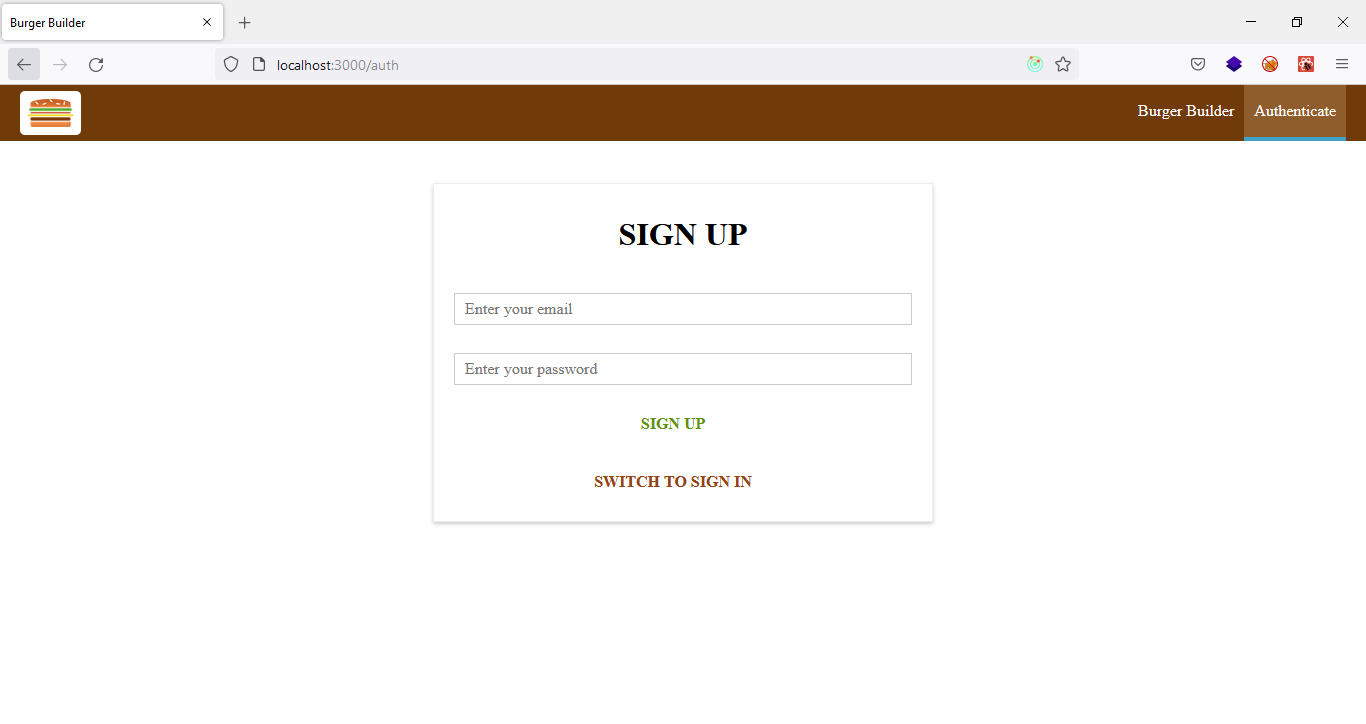 Burger Builder
localhost:3000/auth
Burger Builder
Authenticate
SIGN UP
Enter your email
Enter your password
SIGN UP
SWITCH TO SIGN IN